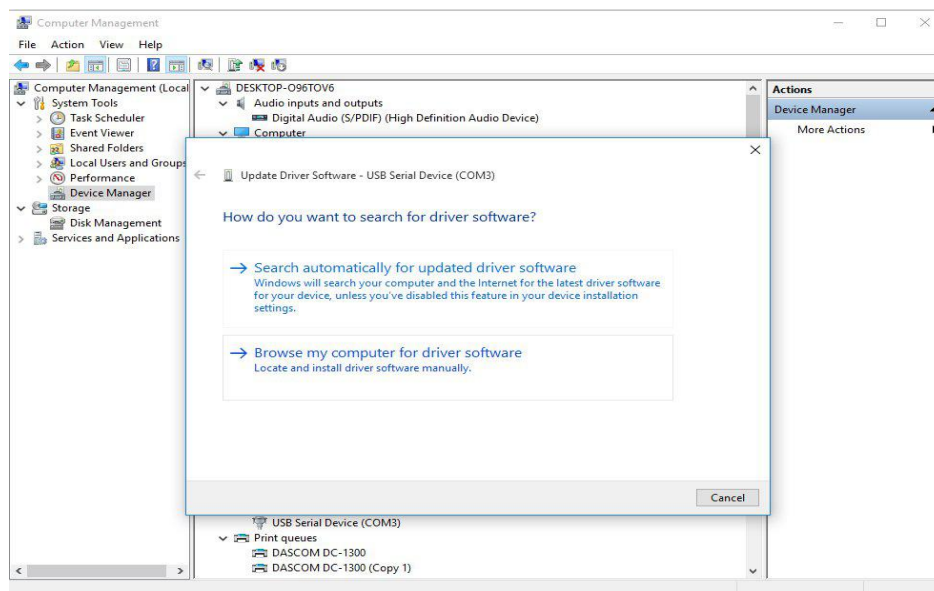 Computer Management
File Action View Help
Computer Management (Local
System Tools
Task Scheduler
Event Viewer
Shared Folders
Local Users and Groups
Performance
Device Manager
Storage
Disk Management
Services and Applications
DESKTOP-O96TOV6
Audio inputs and outputs
Digital Audio (S/PDIF) (High Definition Audio Device)
Computer
Actions
Device Manager
More Actions
Update Driver Software - USB Serial Device (COM3)
How do you want to search for driver software?
Search automatically for updated driver software
Windows will search your computer and the Internet for the latest driver software
for your device, unless you've disabled this feature in your device installation
settings.
Browse my computer for driver software
Locate and install driver software manually.
Cancel
USB Serial Device (COM3)
Print queues
DASCOM DC-1300
DASCOM DC-1300 (Copy 1)